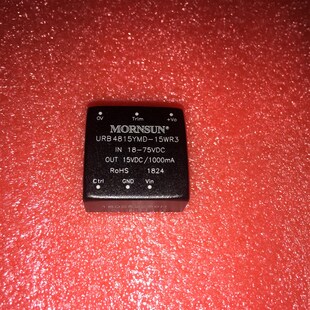 0V Trim +Vo
MORNSUN®
URB4815YMD-15WR3
IN 18-75VDC
OUT 15VDC/1000mA
RoHS 1824
Ctrl GND Vin